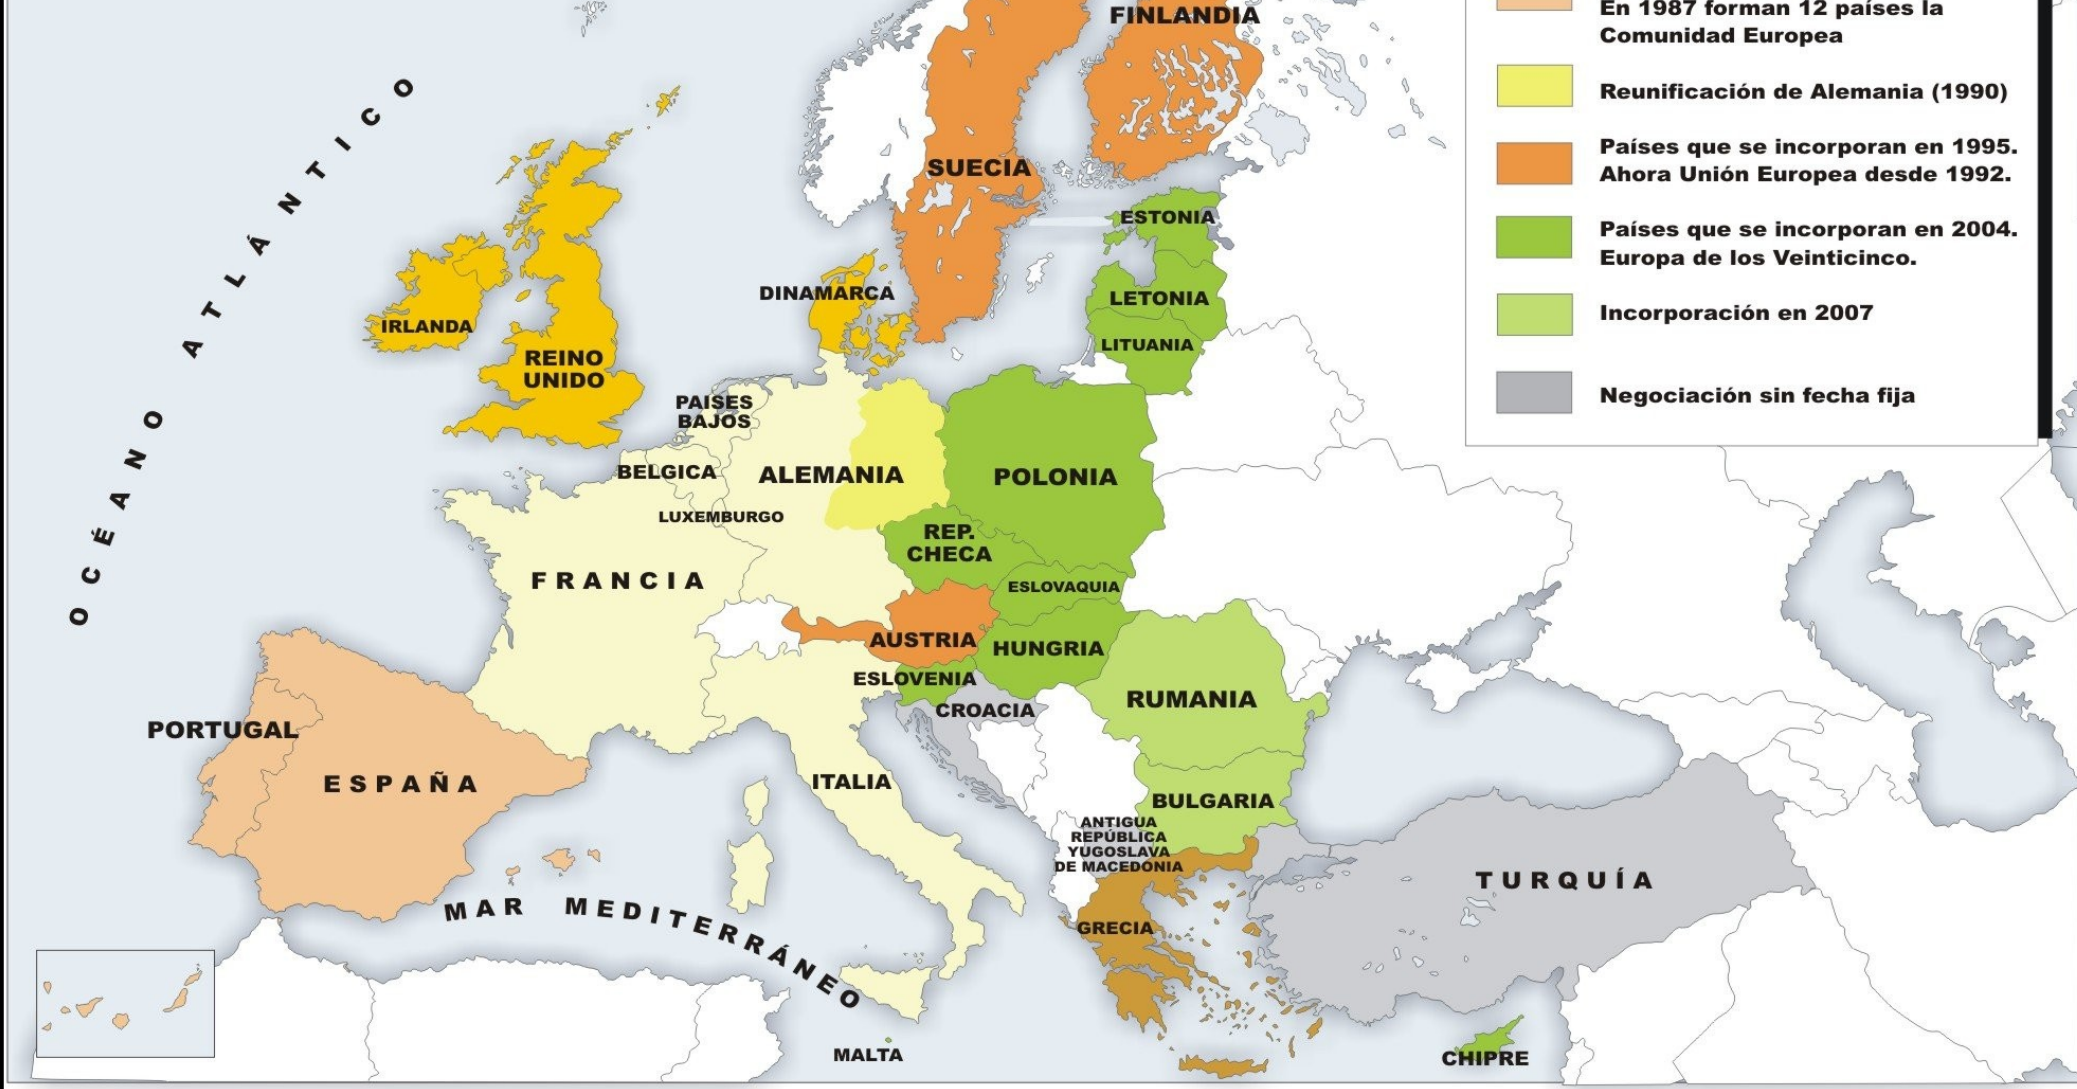 FINLANDIA
SUECIA
ESTONIA
LETONIA
LITUANIA
DINAMARCA
IRLANDA
REINO
UNIDO
PAISES
BAJOS
BELGICA
LUXEMBURGO
ALEMANIA
POLONIA
REP.
CHECA
ESLOVAQUIA
FRANCIA
AUSTRIA
HUNGRIA
ESLOVENIA
CROACIA
RUMANIA
PORTUGAL
ESPAÑA
ITALIA
BULGARIA
ANTIGUA
REPÚBLICA
YUGOSLAVA
DE MACEDONIA
GRECIA
TURQUÍA
MALTA
CHIPRE
OCÉANO ATLÁNTICO
MAR MEDITERRÁNEO
En 1987 forman 12 países la
Comunidad Europea
Reunificación de Alemania (1990)
Países que se incorporan en 1995.
Ahora Unión Europea desde 1992.
Países que se incorporan en 2004.
Europa de los Veinticinco.
Incorporación en 2007
Negociación sin fecha fija